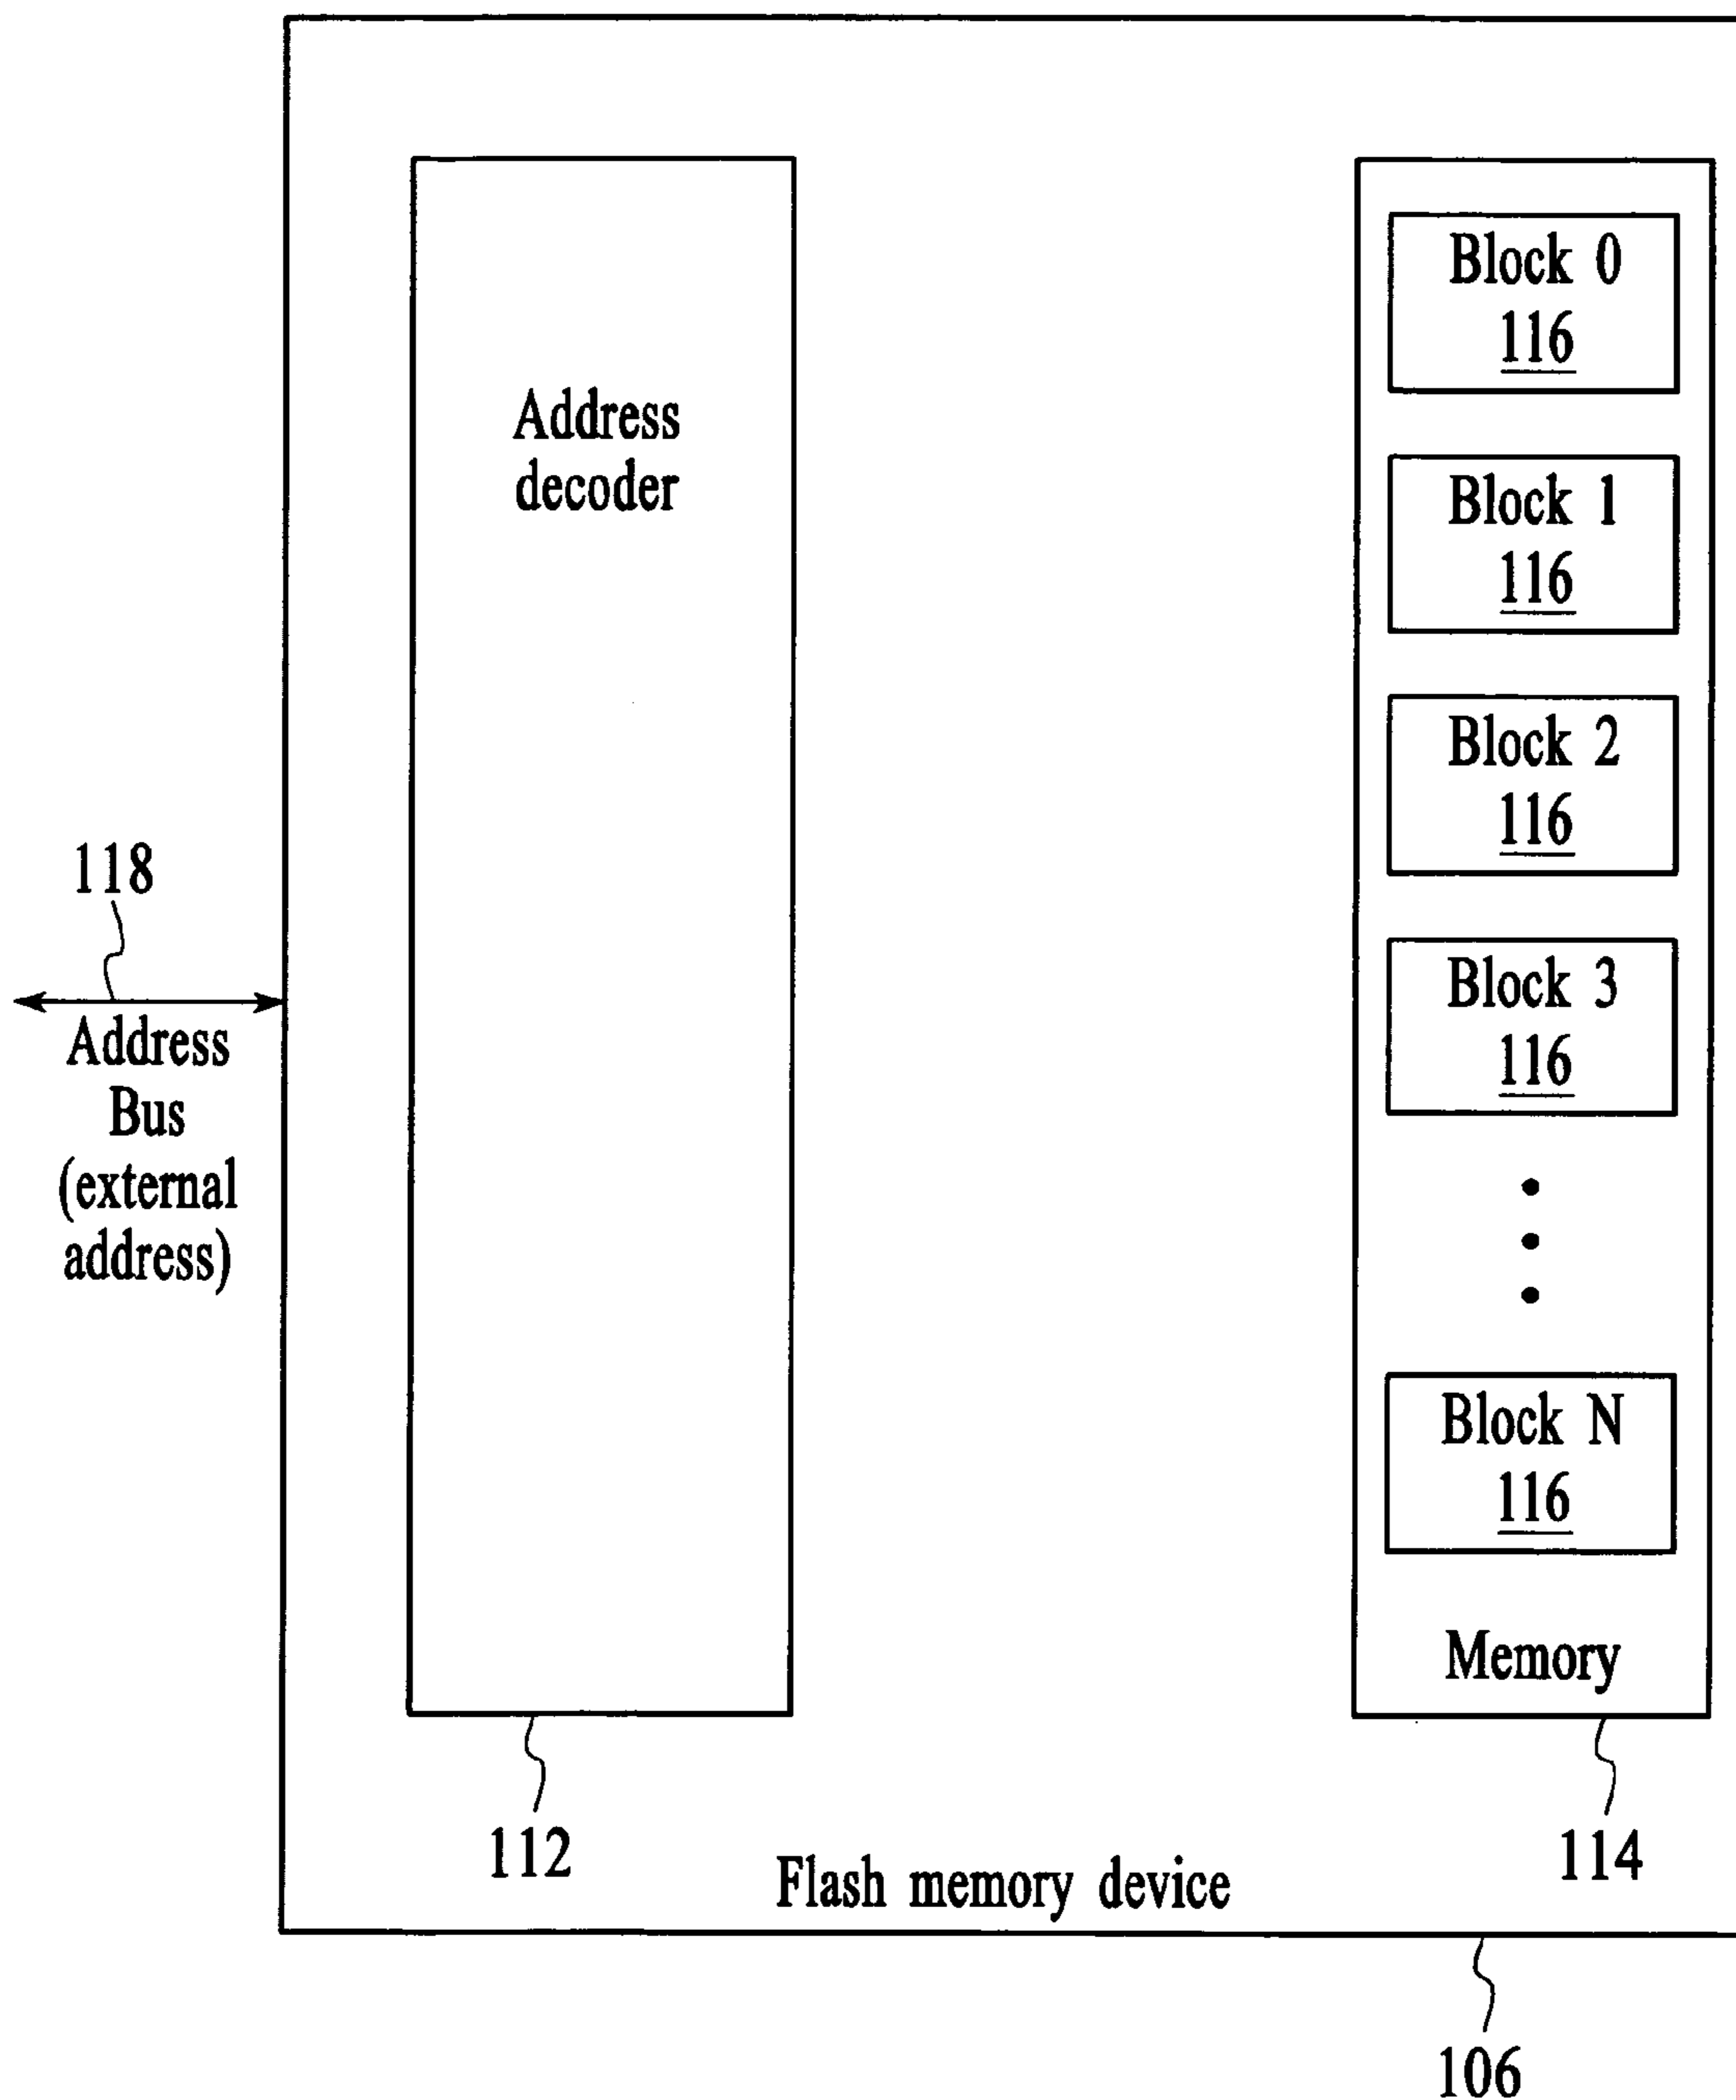 Address
decoder
Block 0
116
Block 1
116
Block 2
116
118
Block 3
116
Address
Bus
(external
address)
Block N
116
Memory
112
114
Flash memory device
106